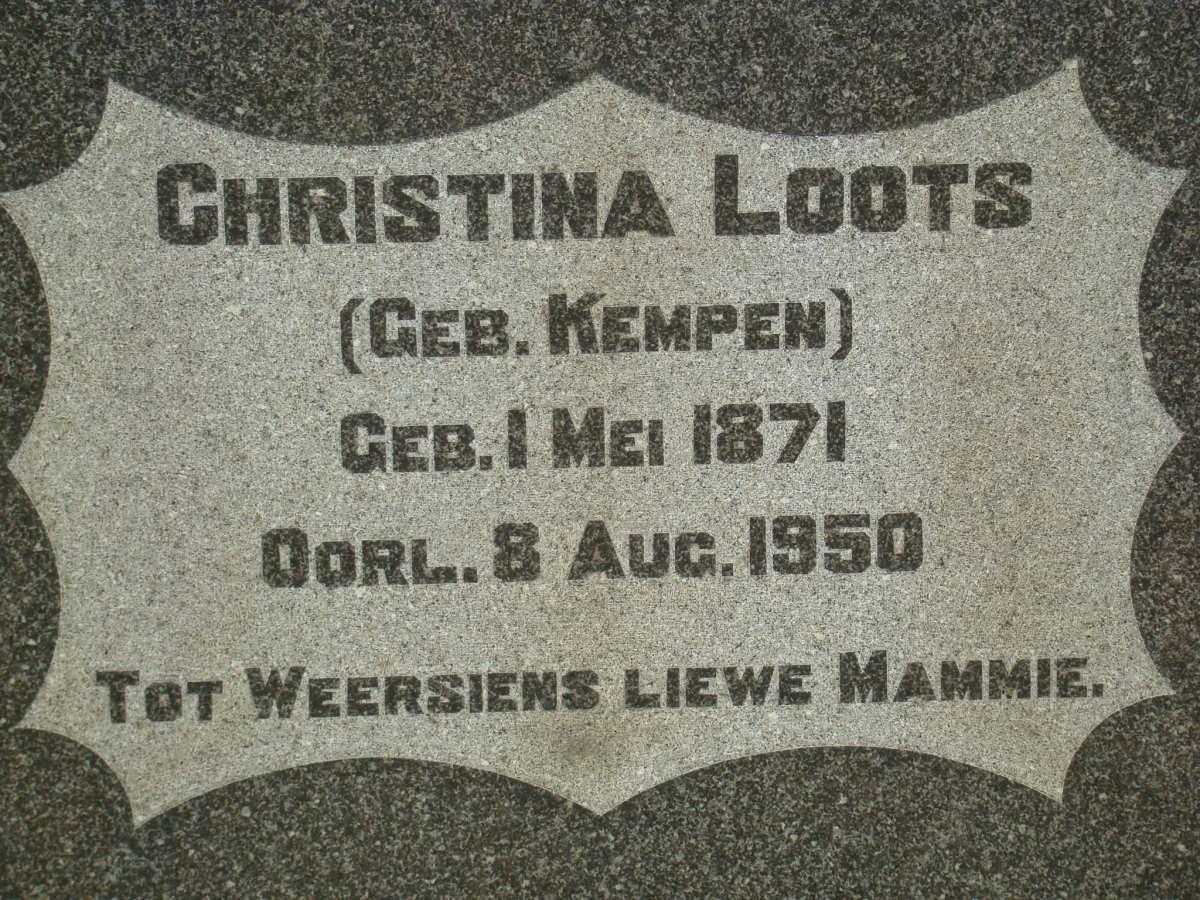 CHRISTINA LOOTS
(GEB. KEMPEN)
GEB. 1 MEI 1871
OORL. 8 AUG. 1950
TOT WEERSIENS LIEWE MAMMIE.